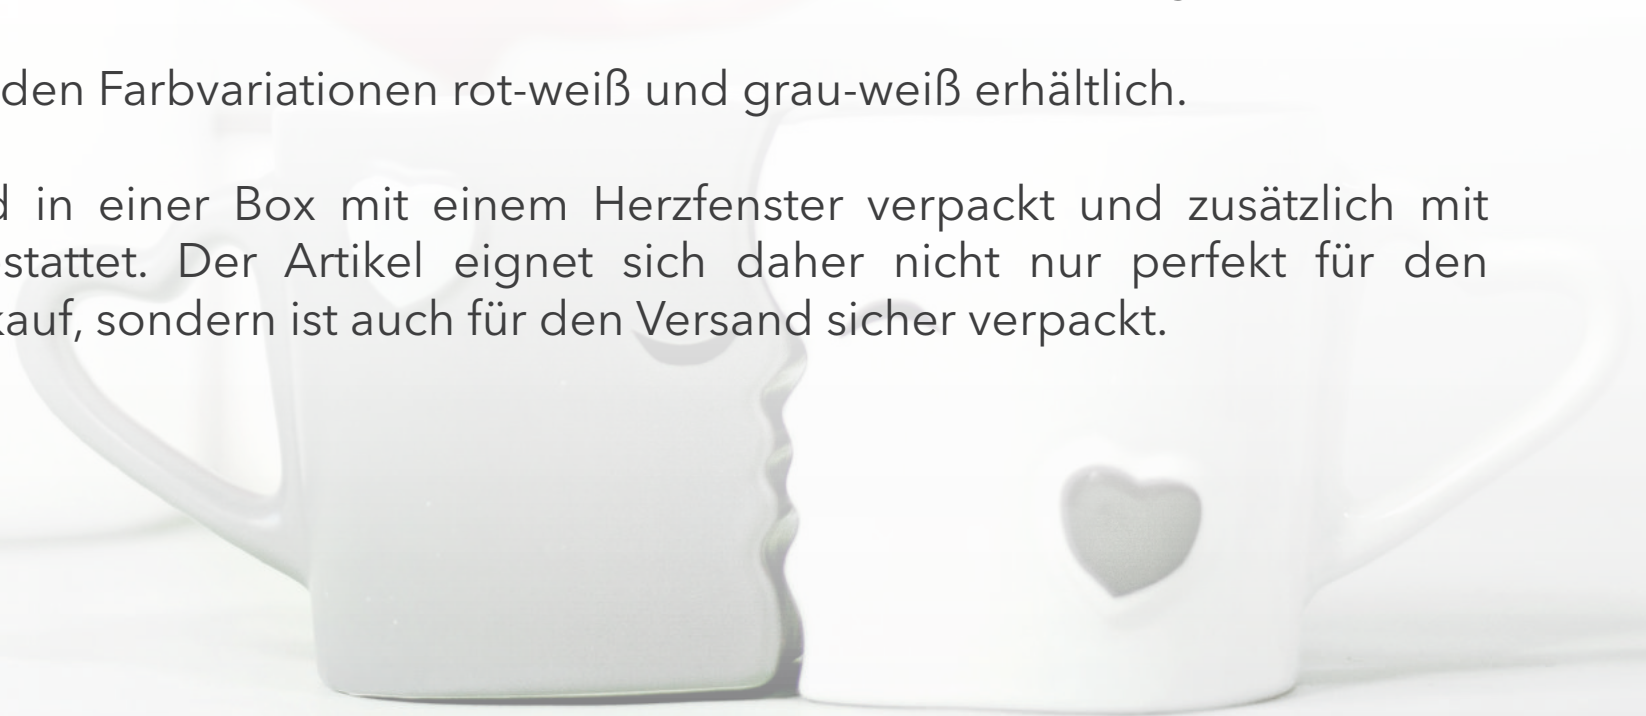 den Farbvariationen rot-weiß und grau-weiß erhältlich.
in einer Box mit einem Herzfenster verpackt und zusätzlich mit
stattet. Der Artikel eignet sich daher nicht nur perfekt für den
kauf, sondern ist auch für den Versand sicher verpackt.